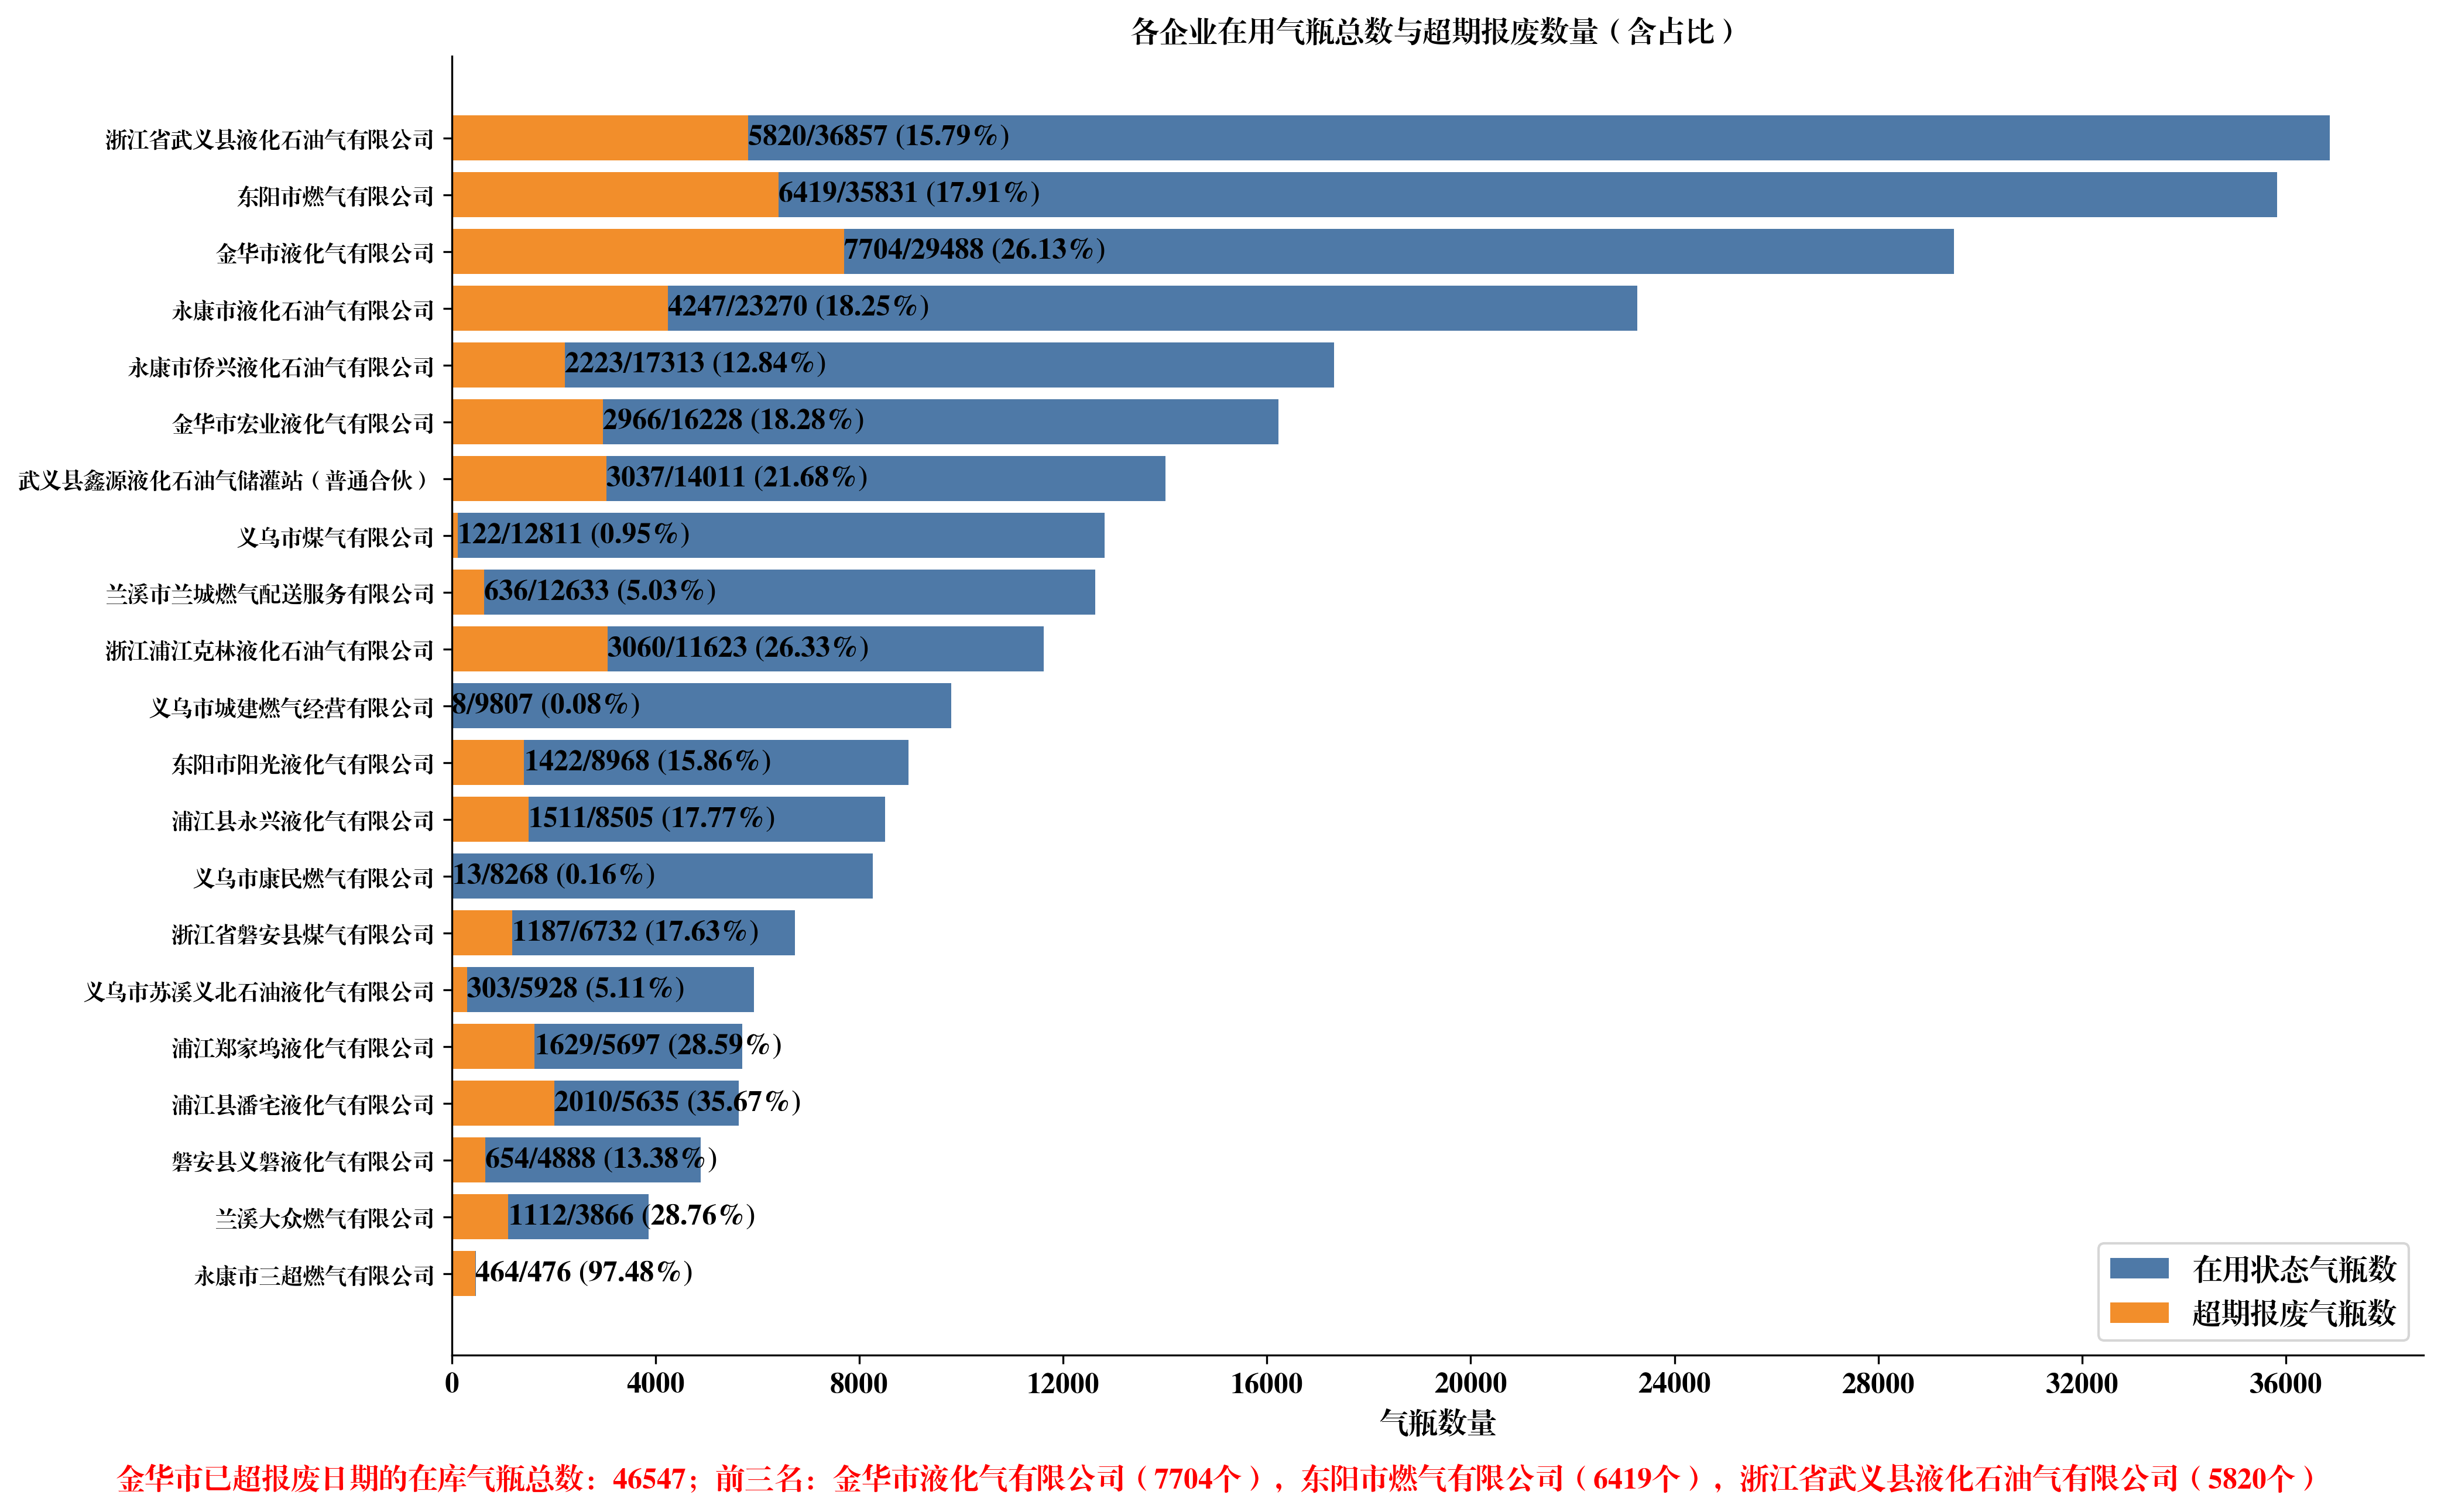 各企业在用气瓶总数与超期报废数量（含占比）
浙江省武义县液化石油气有限公司 5820/36857 (15.79%)
东阳市燃气有限公司 6419/35831 (17.91%)
金华市液化气有限公司 7704/29488 (26.13%)
永康市液化石油气有限公司 4247/23270 (18.25%)
永康市侨兴液化石油气有限公司 2223/17313 (12.84%)
金华市宏业液化气有限公司 2966/16228 (18.28%)
武义县鑫源液化石油气储灌站（普通合伙） 3037/14011 (21.68%)
义乌市煤气有限公司 122/12811 (0.95%)
兰溪市兰城燃气配送服务有限公司 636/12633 (5.03%)
浙江浦江克林液化石油气有限公司 3060/11623 (26.33%)
义乌市城建燃气经营有限公司 8/9807 (0.08%)
东阳市阳光液化气有限公司 1422/8968 (15.86%)
浦江县永兴液化气有限公司 1511/8505 (17.77%)
义乌市康民燃气有限公司 13/8268 (0.16%)
浙江省磐安县煤气有限公司 1187/6732 (17.63%)
义乌市苏溪义北石油液化气有限公司 303/5928 (5.11%)
浦江郑家坞液化气有限公司 1629/5697 (28.59%)
浦江县潘宅液化气有限公司 2010/5635 (35.67%)
磐安县义磐液化气有限公司 654/4888 (13.38%)
兰溪大众燃气有限公司 1112/3866 (28.76%)
永康市三超燃气有限公司 464/476 (97.48%)
在用状态气瓶数
超期报废气瓶数
0 4000 8000 12000 16000 20000 24000 28000 32000 36000
气瓶数量
金华市已超报废日期的在库气瓶总数：46547；前三名：金华市液化气有限公司（7704个），东阳市燃气有限公司（6419个），浙江省武义县液化石油气有限公司（5820个）